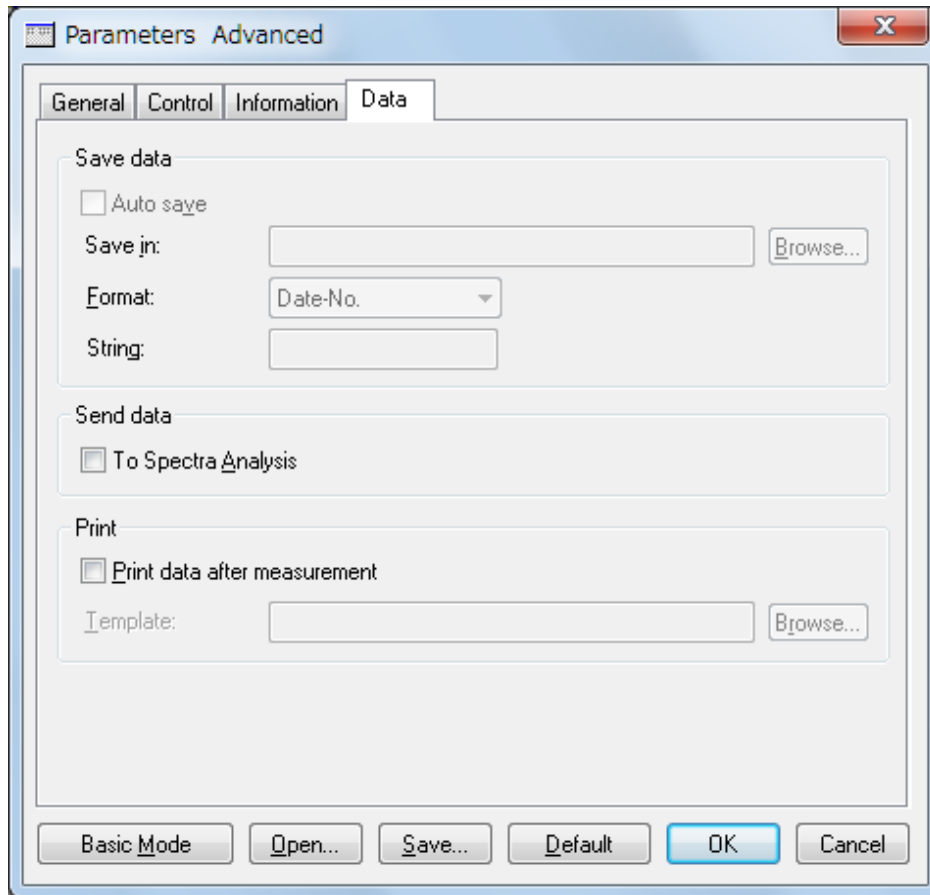 Parameters Advanced
General Control Information Data
Save data
Auto save
Save in: Browse...
Format: Date-No.
String:
Send data
To Spectra Analysis
Print
Print data after measurement
Template: Browse...
Basic Mode Open... Save... Default OK Cancel